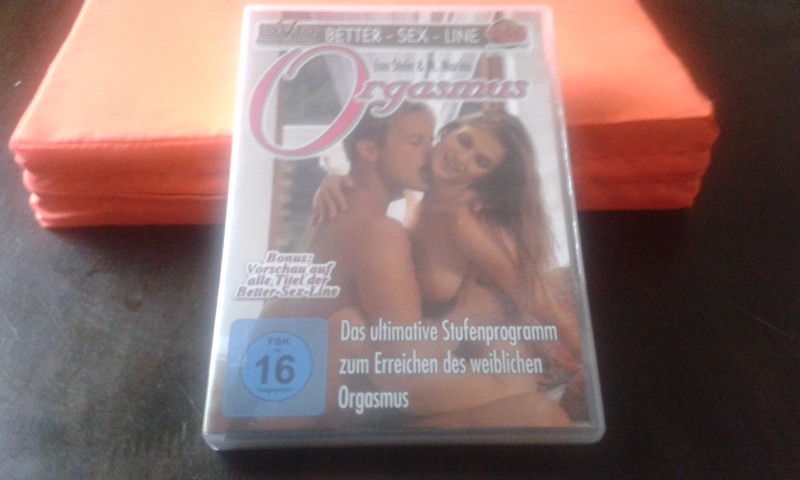 DVD BETTER - SEX - LINE
Orgasmus
Bonus:
Vorschau auf
alle Titel der
Better-Sex-Line
FSK
16
Das ultimative Stufenprogramm
zum Erreichen des weiblichen
Orgasmus